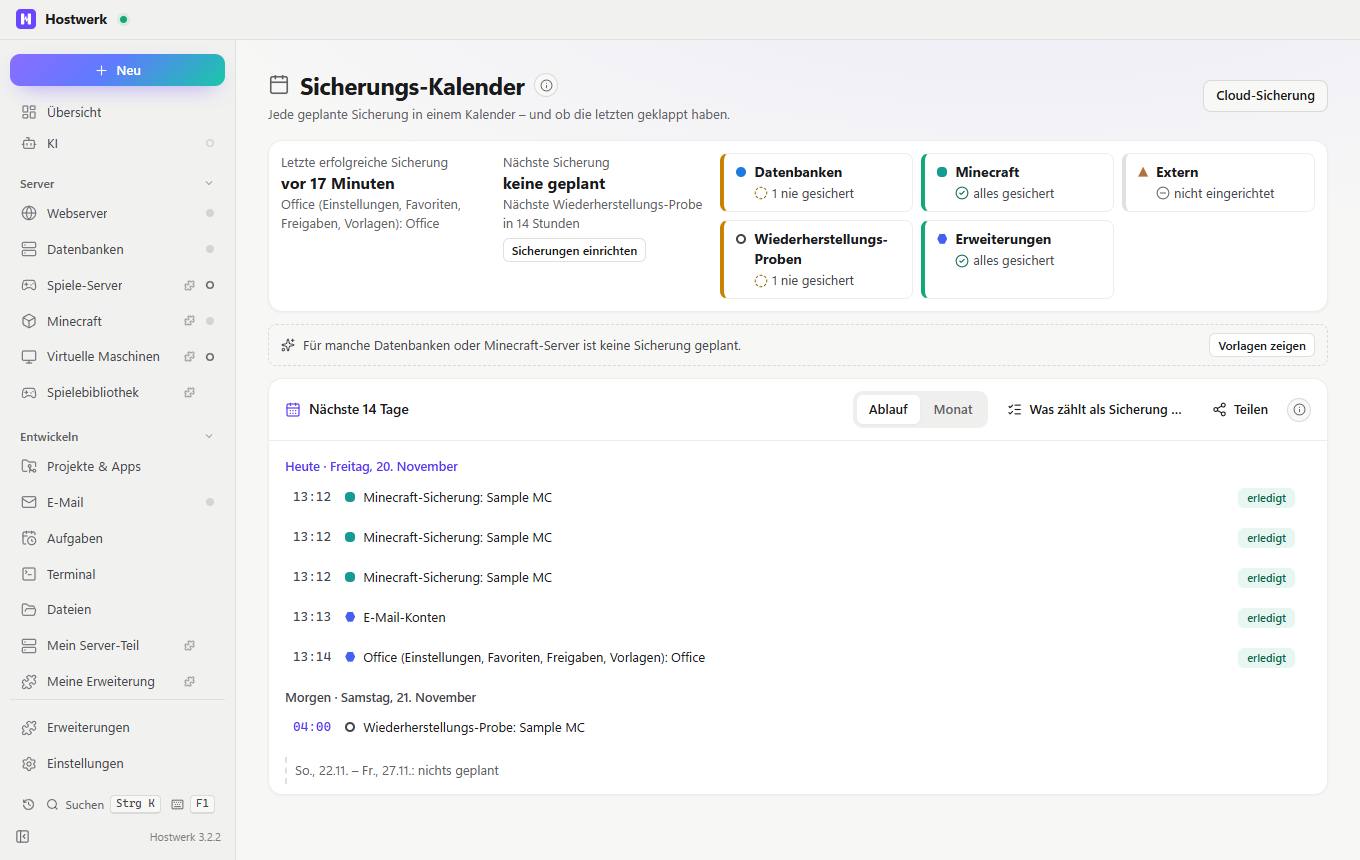 Hostwerk
Neu
Übersicht
KI
Server
Webserver
Datenbanken
Spiele-Server
Minecraft
Virtuelle Maschinen
Spielebibliothek
Entwickeln
Projekte & Apps
E-Mail
Aufgaben
Terminal
Dateien
Mein Server-Teil
Meine Erweiterung
Erweiterungen
Einstellungen
Suchen Strg K F1
Hostwerk 3.2.2
Sicherungs-Kalender
Jede geplante Sicherung in einem Kalender – und ob die letzten geklappt haben.
Cloud-Sicherung
Letzte erfolgreiche Sicherung
vor 17 Minuten
Office (Einstellungen, Favoriten,
Freigaben, Vorlagen): Office
Nächste Sicherung
keine geplant
Nächste Wiederherstellungs-Probe
in 14 Stunden
Sicherungen einrichten
Datenbanken
1 nie gesichert
Minecraft
alles gesichert
Extern
nicht eingerichtet
Wiederherstellungs-
Proben
1 nie gesichert
Erweiterungen
alles gesichert
Für manche Datenbanken oder Minecraft-Server ist keine Sicherung geplant.
Vorlagen zeigen
Nächste 14 Tage
Ablauf Monat
Was zählt als Sicherung ...
Teilen
Heute · Freitag, 20. November
13:12 Minecraft-Sicherung: Sample MC erledigt
13:12 Minecraft-Sicherung: Sample MC erledigt
13:12 Minecraft-Sicherung: Sample MC erledigt
13:13 E-Mail-Konten erledigt
13:14 Office (Einstellungen, Favoriten, Freigaben, Vorlagen): Office erledigt
Morgen · Samstag, 21. November
04:00 Wiederherstellungs-Probe: Sample MC
So., 22.11. – Fr., 27.11.: nichts geplant